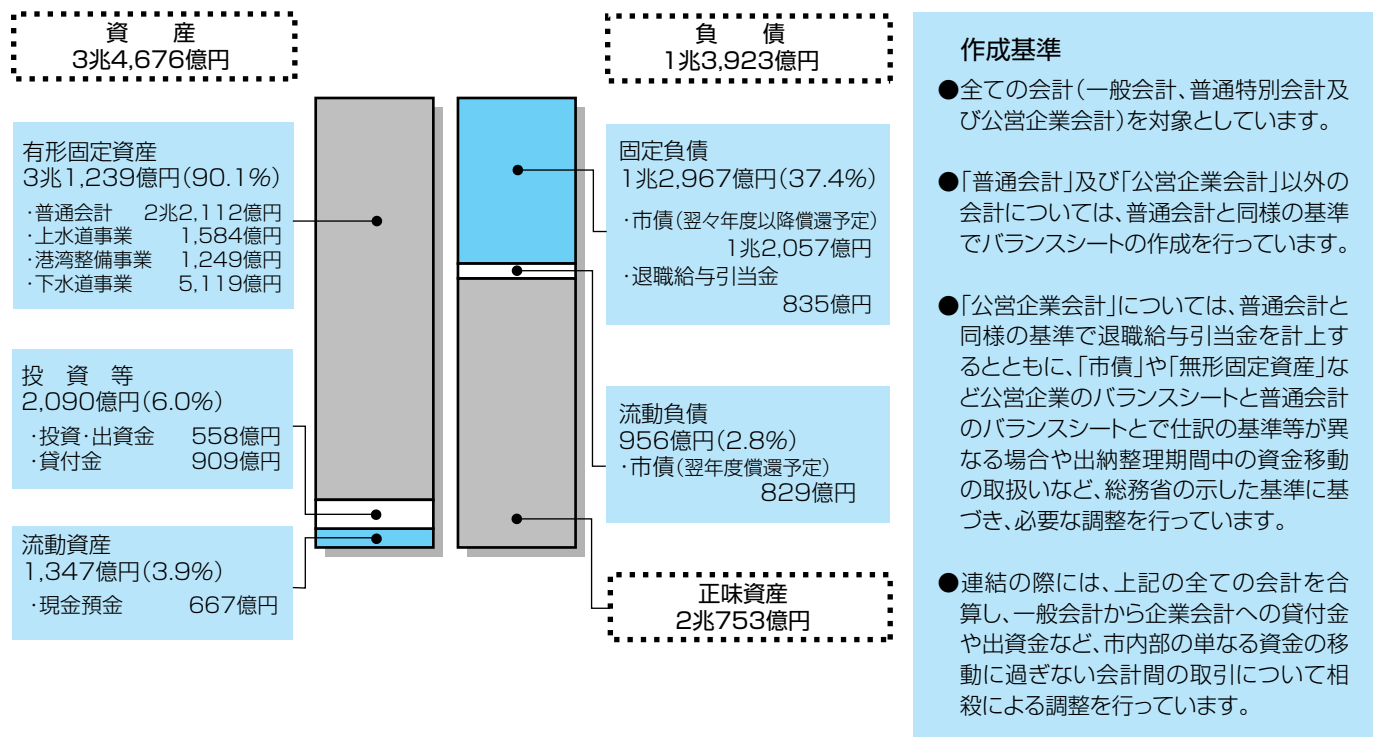 資　産
3兆4,676億円
有形固定資産
3兆1,239億円(90.1%)
・普通会計　2兆2,112億円
・上水道事業　1,584億円
・港湾整備事業　1,249億円
・下水道事業　5,119億円
投　資　等
2,090億円(6.0%)
・投資・出資金　558億円
・貸付金　909億円
流動資産
1,347億円(3.9%)
・現金預金　667億円
負　債
1兆3,923億円
固定負債
1兆2,967億円(37.4%)
・市債(翌々年度以降償還予定)
1兆2,057億円
・退職給与引当金
835億円
流動負債
956億円(2.8%)
・市債(翌年度償還予定)
829億円
正味資産
2兆753億円
作成基準
●全ての会計(一般会計、普通特別会計及
び公営企業会計)を対象としています。
●「普通会計」及び「公営企業会計」以外の
会計については、普通会計と同様の基準
でバランスシートの作成を行っています。
●「公営企業会計」については、普通会計と
同様の基準で退職給与引当金を計上す
るとともに、「市債」や「無形固定資産」な
ど公営企業のバランスシートと普通会計
のバランスシートとで仕訳の基準等が異
なる場合や出納整理期間中の資金移動
の取扱いなど、総務省の示した基準に基
づき、必要な調整を行っています。
●連結の際には、上記の全ての会計を合
算し、一般会計から企業会計への貸付金
や出資金など、市内部の単なる資金の移
動に過ぎない会計間の取引について相
殺による調整を行っています。